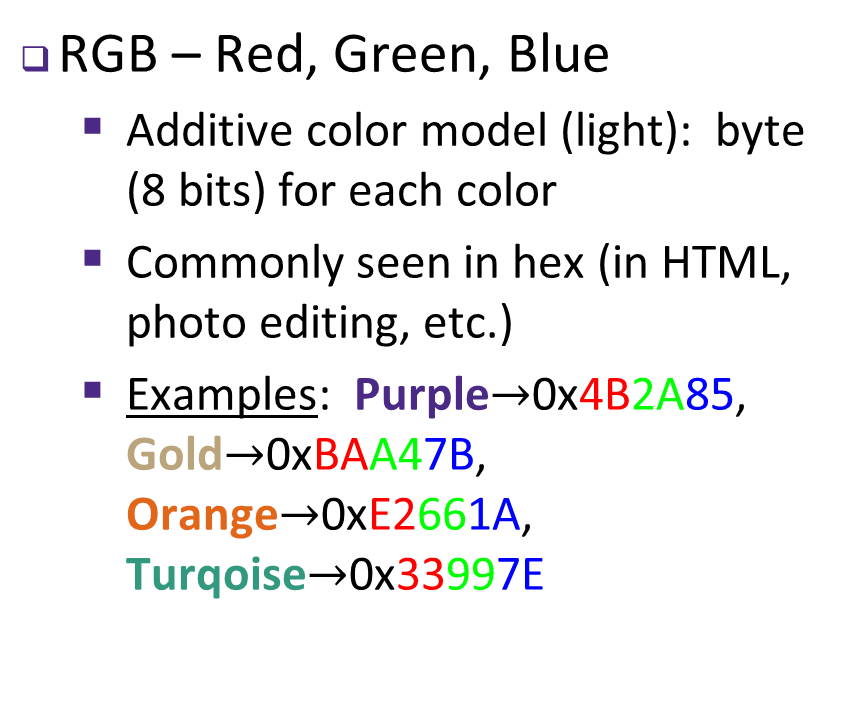 RGB – Red, Green, Blue
Additive color model (light): byte
(8 bits) for each color
Commonly seen in hex (in HTML,
photo editing, etc.)
Examples: Purple→0x4B2A85,
Gold→0xBAA47B,
Orange→0xE2661A,
Turqoise→0x33997E